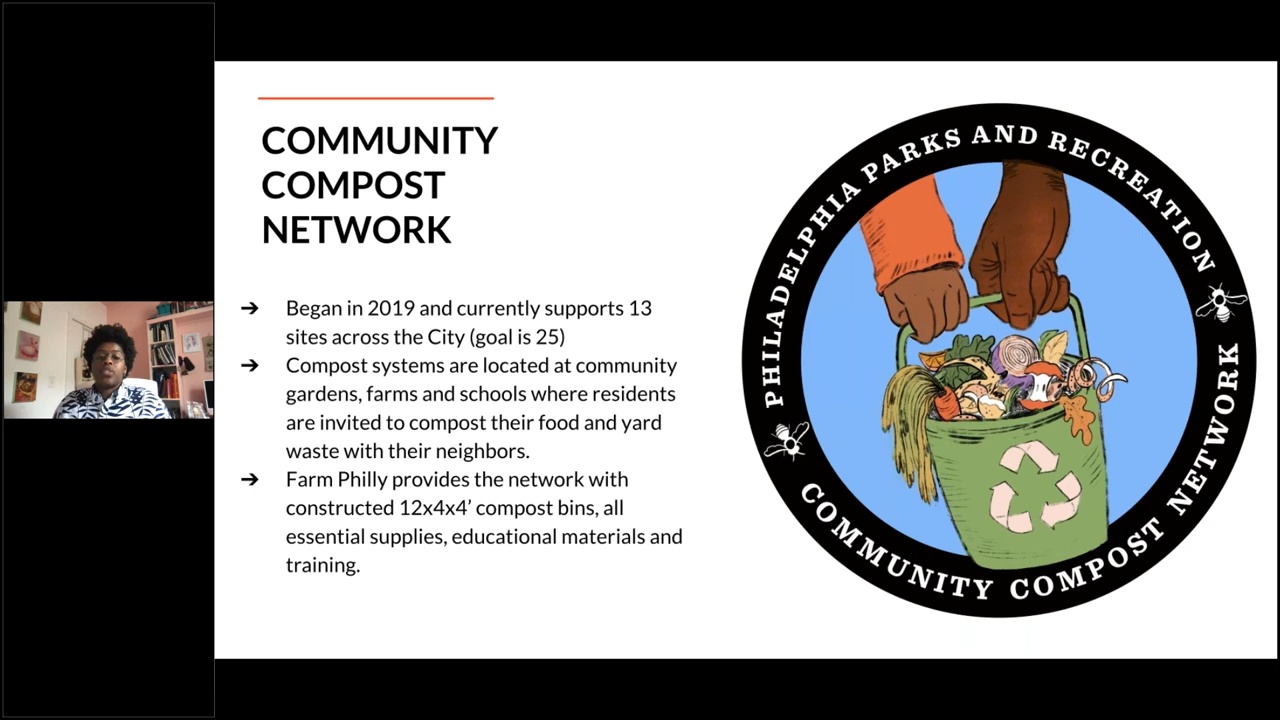 COMMUNITY
COMPOST
NETWORK
➔ Began in 2019 and currently supports 13
sites across the City (goal is 25)
➔ Compost systems are located at community
gardens, farms and schools where residents
are invited to compost their food and yard
waste with their neighbors.
➔ Farm Philly provides the network with
constructed 12x4x4’ compost bins, all
essential supplies, educational materials and
training.
PHILADELPHIA PARKS AND RECREATION
COMMUNITY COMPOST NETWORK